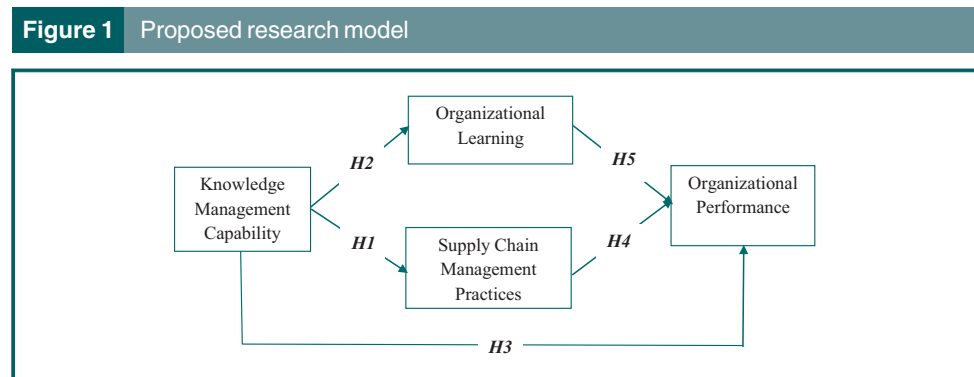 Figure 1 Proposed research model
Organizational
Learning
H2
H5
Knowledge
Management
Capability
Organizational
Performance
H1
Supply Chain
Management
Practices
H4
H3